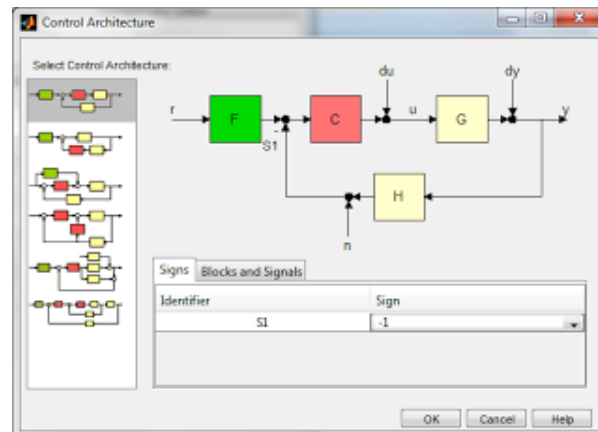 Control Architecture
Select Control Architecture:
du
dy
r
F
C
u
G
y
-
S1
H
n
Signs
Blocks and Signals
Identifier
Sign
S1
-1
OK
Cancel
Help